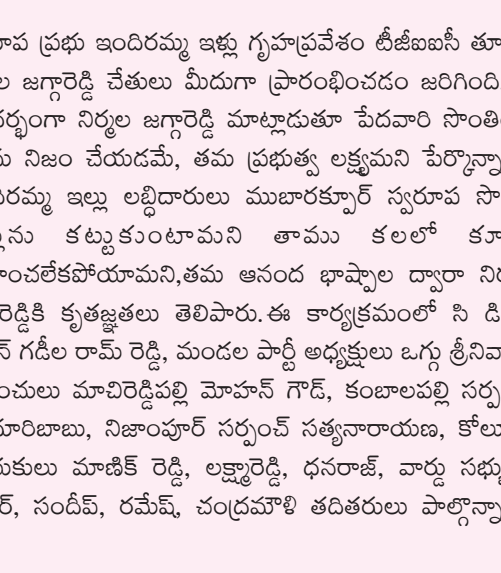 రూప ప్రభు ఇందిరమ్మ ఇళ్లు గృహప్రవేశం టీజీఐఐసీ తూ
ల జగ్గారెడ్డి చేతులు మీదుగా ప్రారంభించడం జరిగింది
దర్భంగా నిర్మల జగ్గారెడ్డి మాట్లాడుతూ పేదవారి సొంతి
ను నిజం చేయడమే, తమ ప్రభుత్వ లక్ష్యమని పేర్కొన్నా
దిరమ్మ ఇల్లు లబ్ధిదారులు ముబారక్పూర్ స్వరూప సొ
ల్లును కట్టుకుంటామని తాము కలలో కూ
హించలేకపోయామని,తమ ఆనంద భాష్పాల ద్వారా నిర
రెడ్డికి కృతజ్ఞతలు తెలిపారు.ఈ కార్యక్రమంలో సి డి
న్ గడీల రామ్ రెడ్డి, మండల పార్టీ అధ్యక్షులు ఒగ్గు శ్రీనివా
ంచులు మాచిరెడ్డిపల్లి మోహన్ గౌడ్, కంబాలపల్లి సర్ప
మారిబాబు, నిజాంపూర్ సర్పంచ్ సత్యనారాయణ, కోలు
యకులు మాణిక్ రెడ్డి, లక్ష్మారెడ్డి, ధనరాజ్, వార్డు సభ్య
ర్, సందీప్, రమేష్, చంద్రమౌళి తదితరులు పాల్గొన్నా